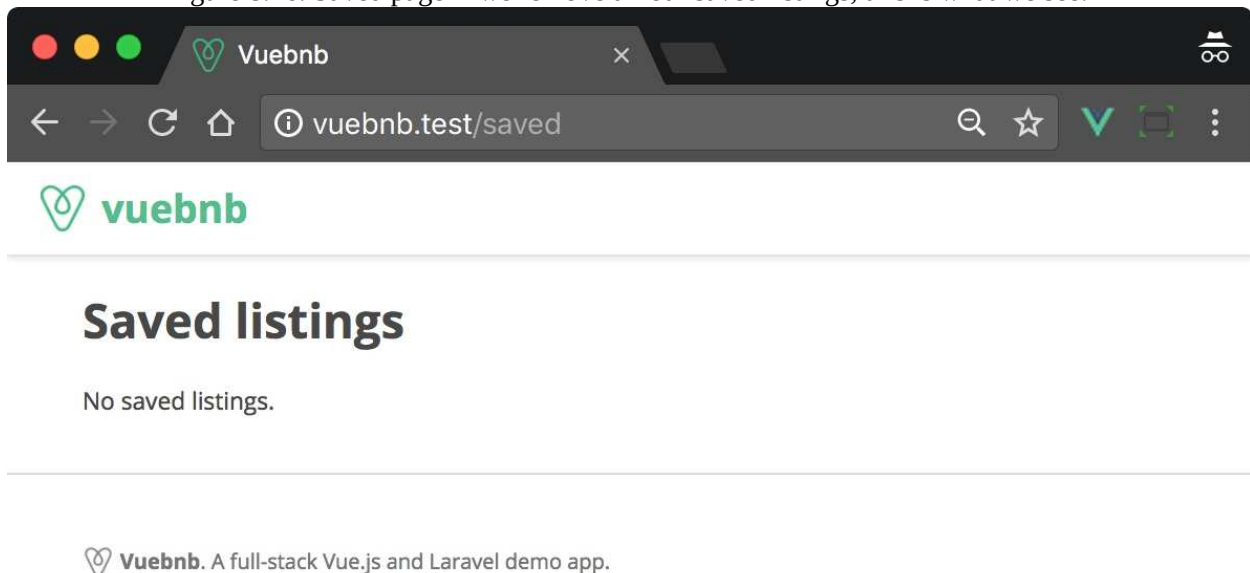 Vuebnb
vuebnb.test/saved
vuebnb
Saved listings
No saved listings.
Vuebnb. A full-stack Vue.js and Laravel demo app.